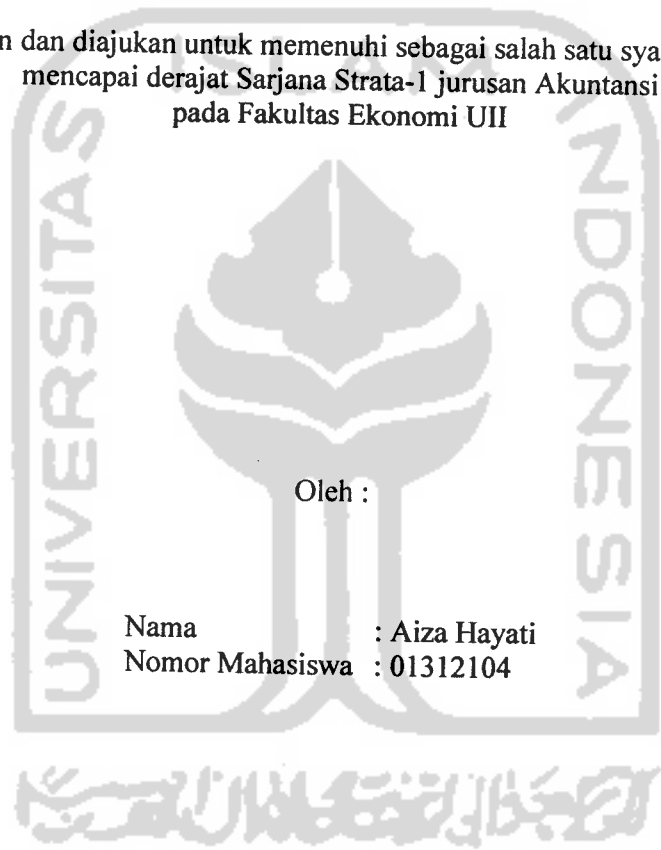 ISLAM
n dan diajukan untuk memenuhi sebagai salah satu sya
mencapai derajat Sarjana Strata-1 jurusan Akuntansi
pada Fakultas Ekonomi UII
UNIVERSITAS
INDONESIA
Oleh :
Nama : Aiza Hayati
Nomor Mahasiswa : 01312104